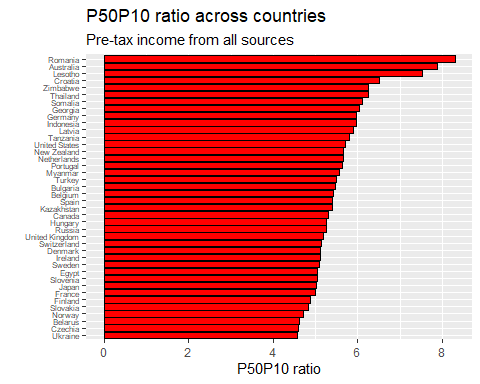 P50P10 ratio across countries
Pre-tax income from all sources
Romania
Australia
Lesotho
Croatia
Zimbabwe
Thailand
Somalia
Georgia
Germany
Indonesia
Latvia
Tanzania
United States
New Zealand
Netherlands
Portugal
Myanmar
Turkey
Bulgaria
Belgium
Spain
Kazakhstan
Canada
Hungary
Russia
United Kingdom
Switzerland
Denmark
Ireland
Sweden
Egypt
Slovenia
Japan
France
Finland
Slovakia
Norway
Belarus
Czechia
Ukraine
0 2 4 6 8
P50P10 ratio